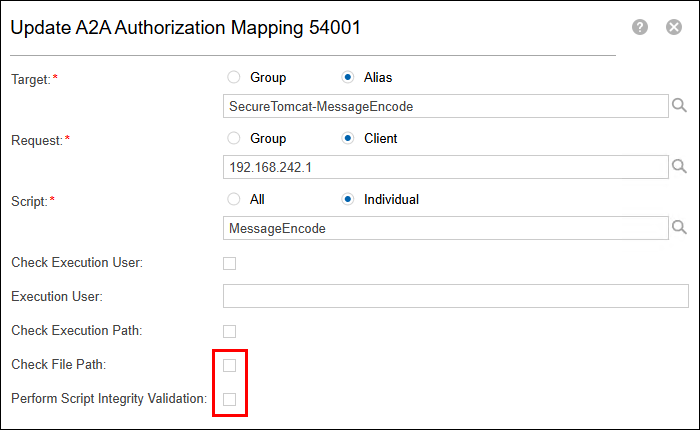 Update A2A Authorization Mapping 54001
Target:* Group Alias
SecureTomcat-MessageEncode
Request:* Group Client
192.168.242.1
Script:* All Individual
MessageEncode
Check Execution User:
Execution User:
Check Execution Path:
Check File Path:
Perform Script Integrity Validation: